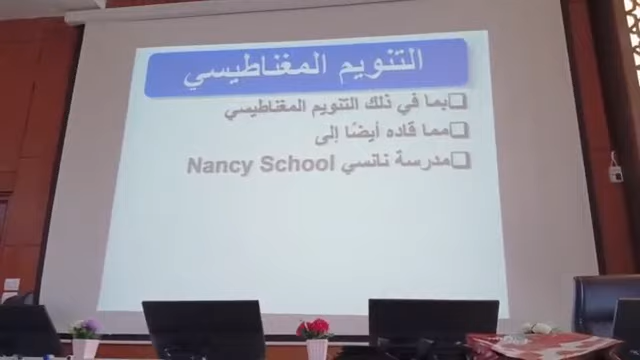 التنويم المغناطيسي
بما في ذلك التنويم المغناطيسي
مما قاده أيضًا إلى
مدرسة نانسي Nancy School